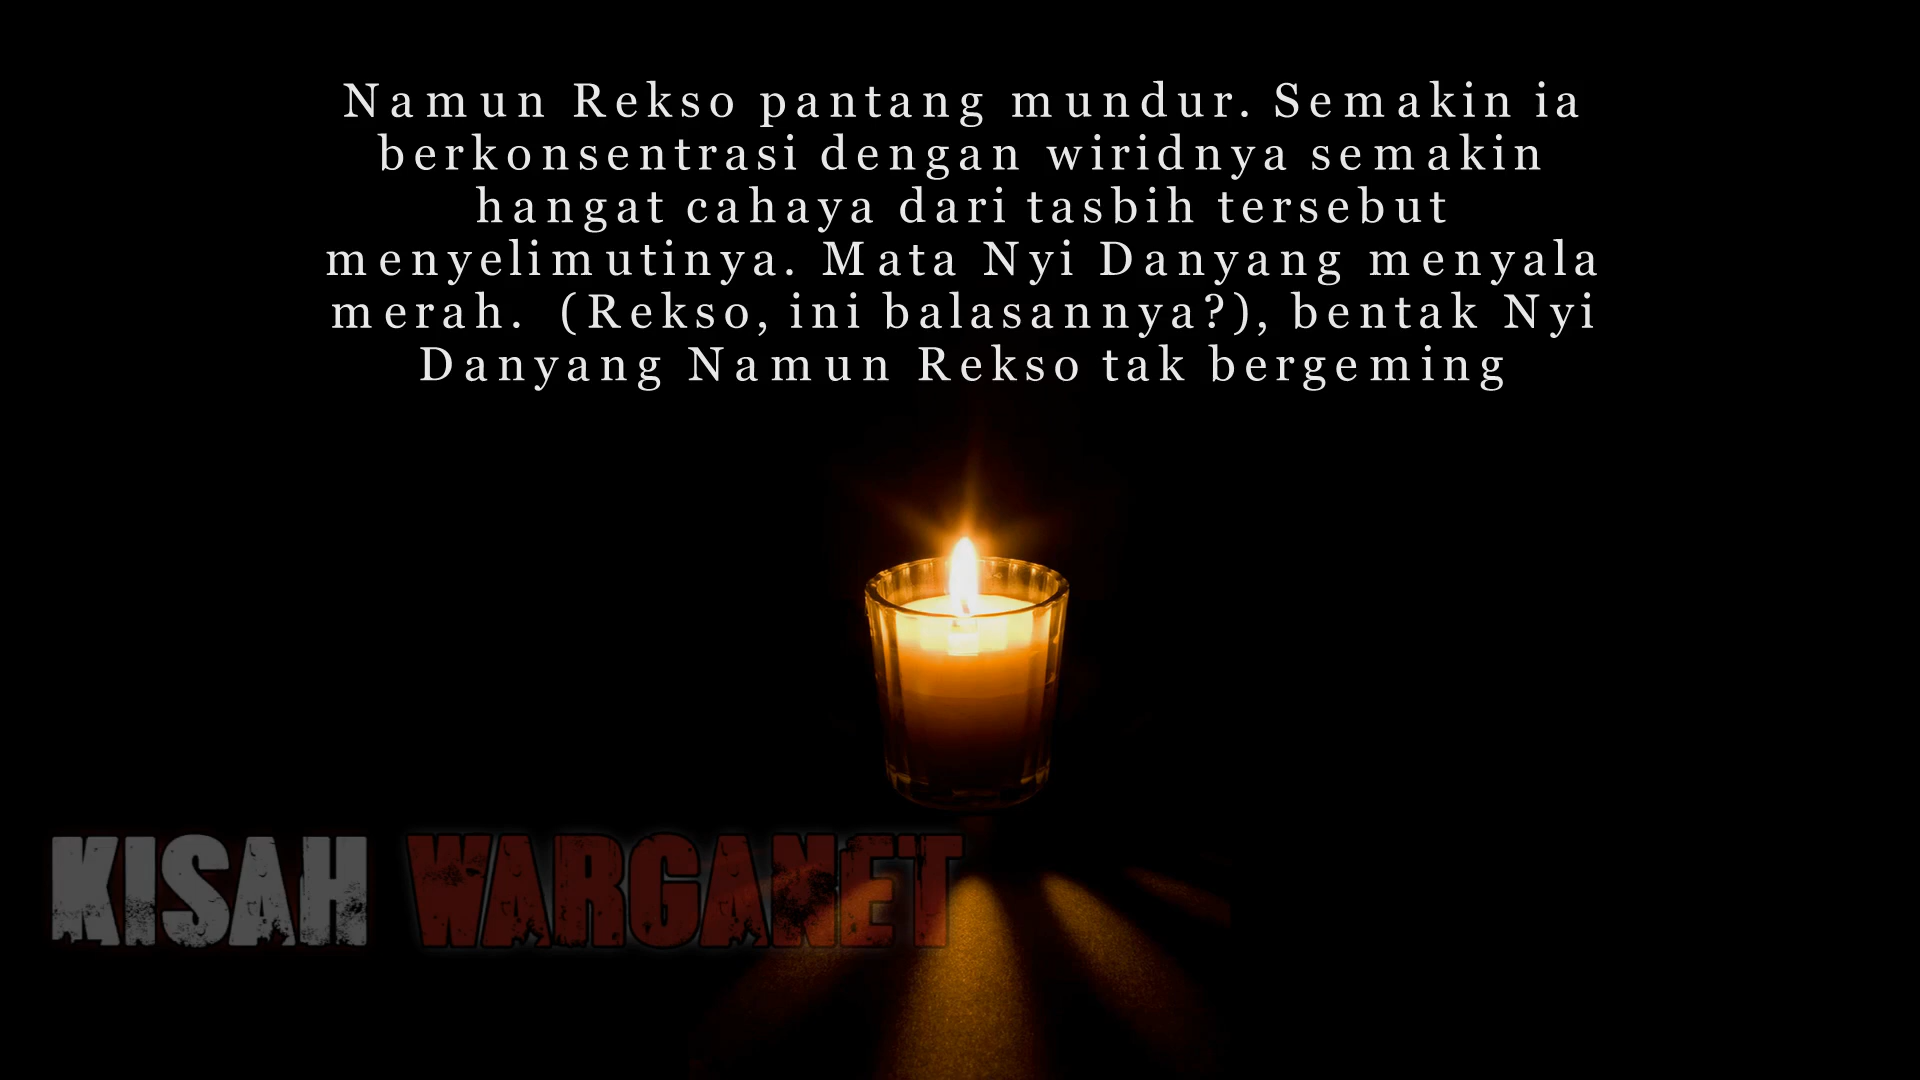 Namun Rekso pantang mundur. Semakin ia
berkonsentrasi dengan wiridnya semakin
hangat cahaya dari tasbih tersebut
menyelimutinya. Mata Nyi Danyang menyala
merah.  (Rekso, ini balasannya?), bentak Nyi
Danyang Namun Rekso tak bergeming
KISAH WARGANET